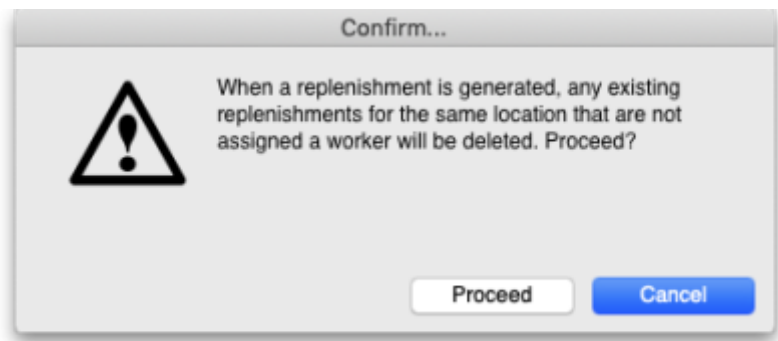 Confirm...
When a replenishment is generated, any existing
replenishments for the same location that are not
assigned a worker will be deleted. Proceed?
Proceed Cancel